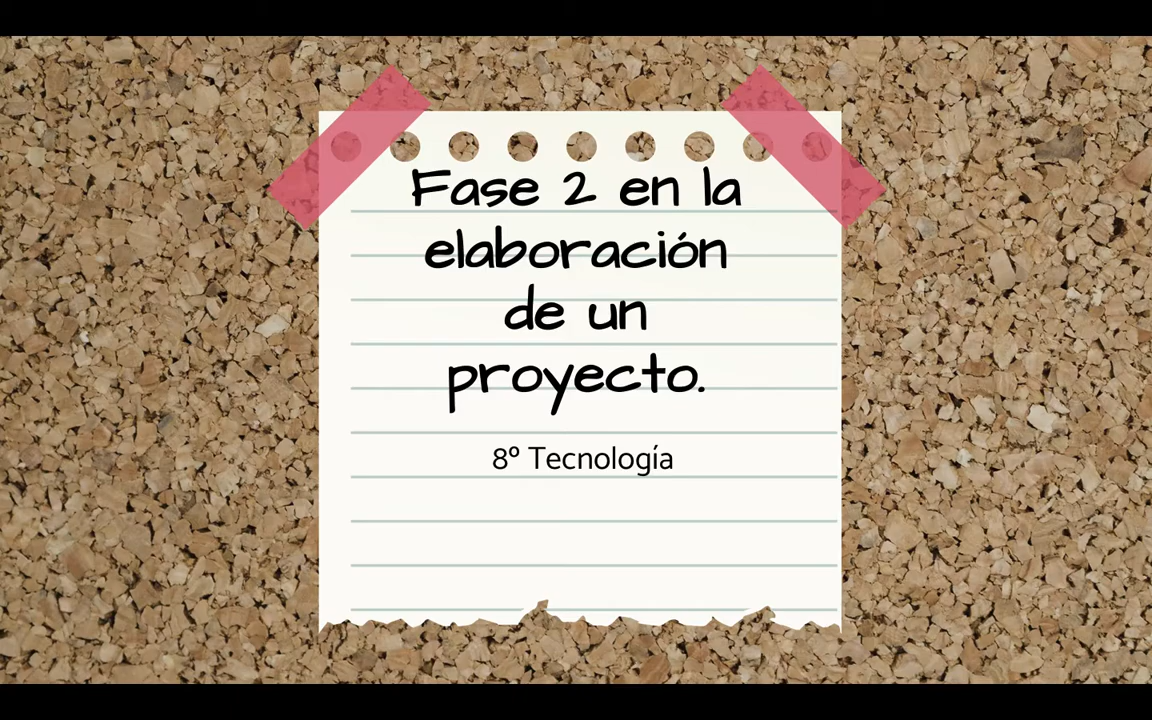 Fase 2 en la
elaboración
de un
proyecto.
8º Tecnología